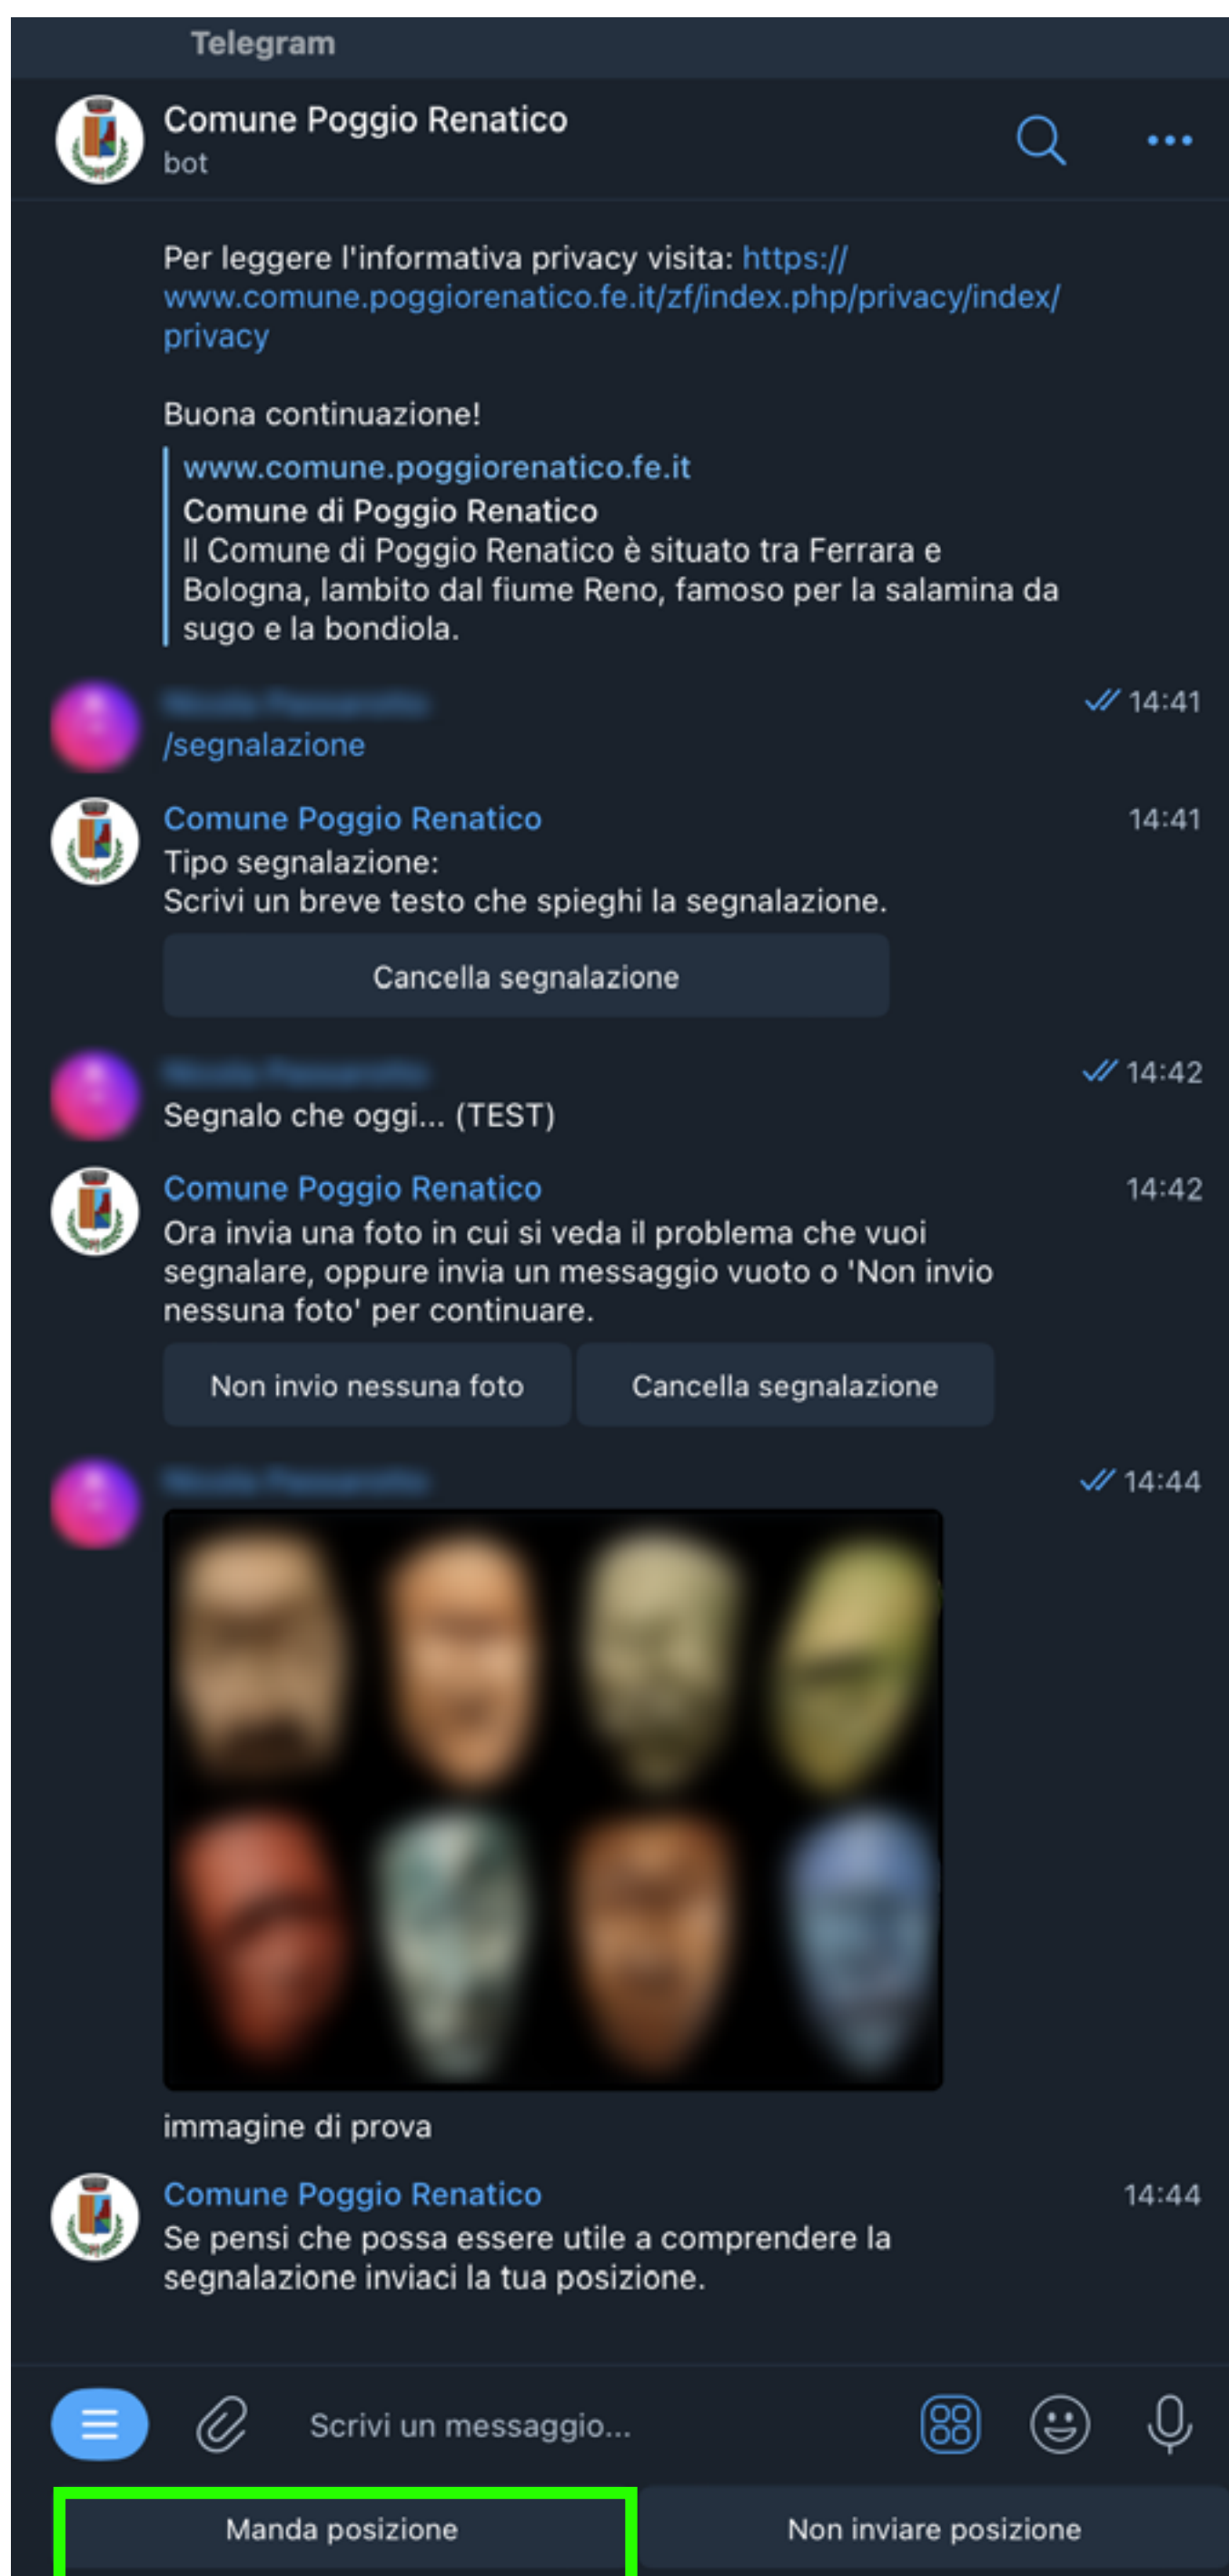 Telegram
Comune Poggio Renatico
bot
Per leggere l'informativa privacy visita: https://
www.comune.poggiorenatico.fe.it/zf/index.php/privacy/index/
privacy
Buona continuazione!
www.comune.poggiorenatico.fe.it
Comune di Poggio Renatico
Il Comune di Poggio Renatico è situato tra Ferrara e
Bologna, lambito dal fiume Reno, famoso per la salamina da
sugo e la bondiola.
14:41
/segnalazione
Comune Poggio Renatico 14:41
Tipo segnalazione:
Scrivi un breve testo che spieghi la segnalazione.
Cancella segnalazione
14:42
Segnalo che oggi... (TEST)
Comune Poggio Renatico 14:42
Ora invia una foto in cui si veda il problema che vuoi
segnalare, oppure invia un messaggio vuoto o 'Non invio
nessuna foto' per continuare.
Non invio nessuna foto Cancella segnalazione
14:44
immagine di prova
Comune Poggio Renatico 14:44
Se pensi che possa essere utile a comprendere la
segnalazione inviaci la tua posizione.
Scrivi un messaggio...
Manda posizione Non inviare posizione